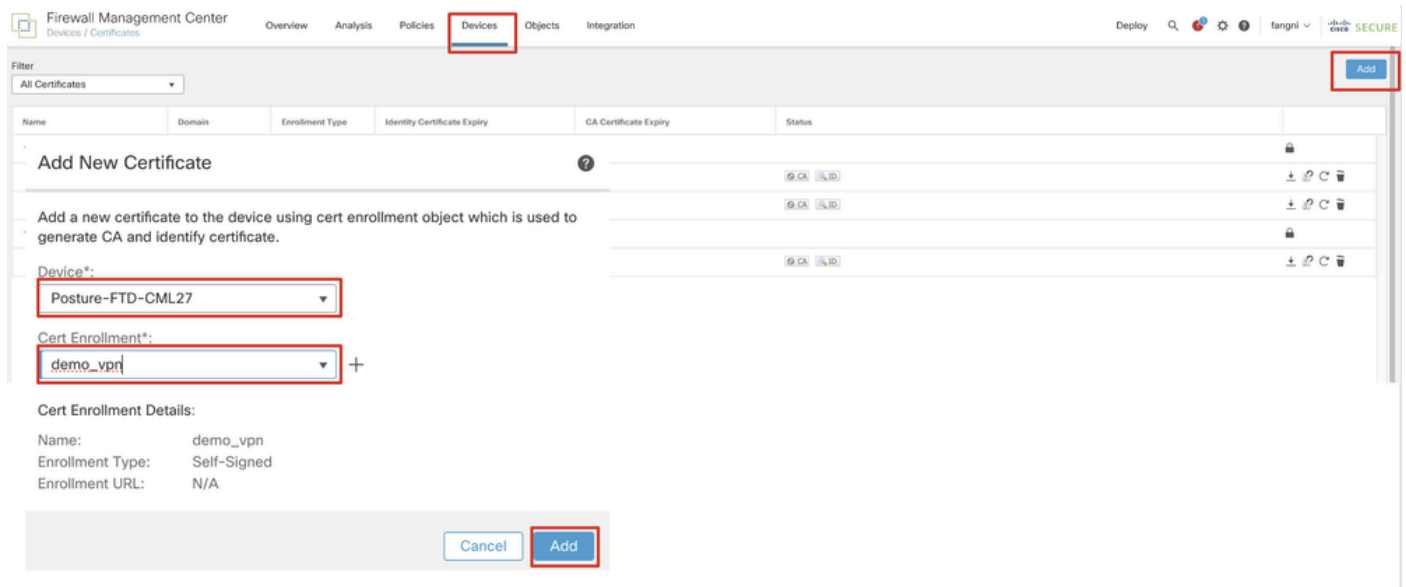 Firewall Management Center
Devices / Certificates
Overview Analysis Policies Devices Objects Integration Deploy fangni cisco SECURE
Filter
All Certificates
Add
Name Domain Enrollment Type Identity Certificate Expiry CA Certificate Expiry Status
Add New Certificate
CA ID
Add a new certificate to the device using cert enrollment object which is used to
generate CA and identify certificate.
CA ID
Device*:
CA ID
Posture-FTD-CML27
Cert Enrollment*:
demo_vpn
Cert Enrollment Details:
Name: demo_vpn
Enrollment Type: Self-Signed
Enrollment URL: N/A
Cancel Add